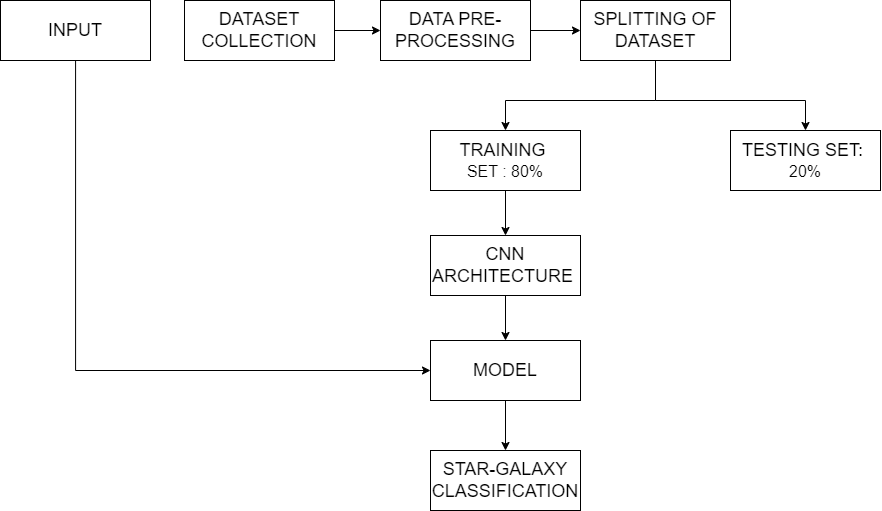 INPUT
DATASET
COLLECTION
DATA PRE-
PROCESSING
SPLITTING OF
DATASET
TRAINING
SET : 80%
TESTING SET:
20%
CNN
ARCHITECTURE
MODEL
STAR-GALAXY
CLASSIFICATION